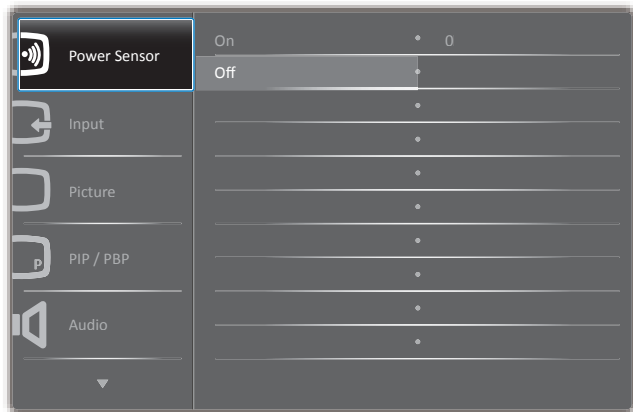 Power Sensor
On 0
Off
Input
Picture
P
PIP / PBP
Audio